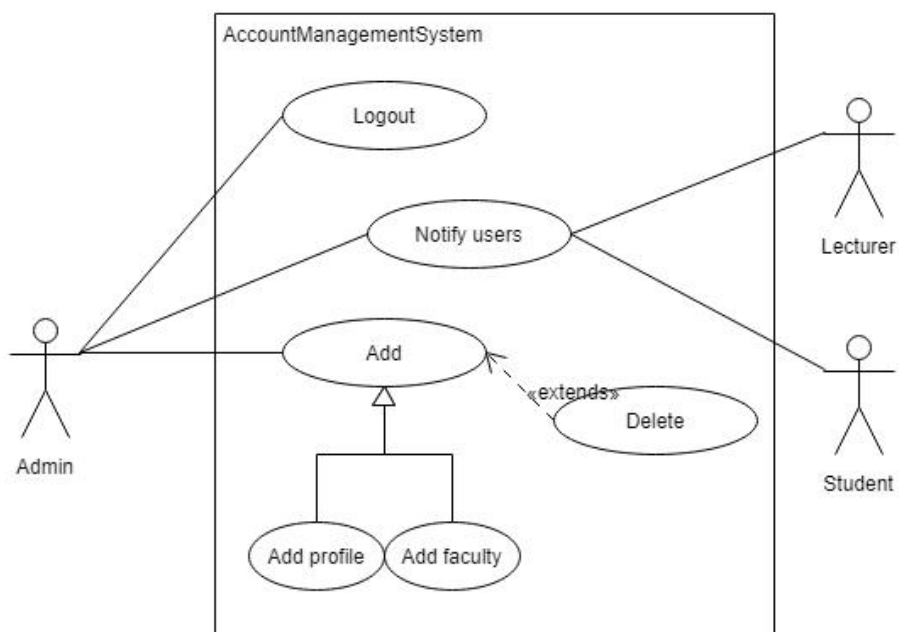 AccountManagementSystem
Logout
Notify users
Lecturer
Add
«extends»
Delete
Admin
Student
Add profile
Add faculty